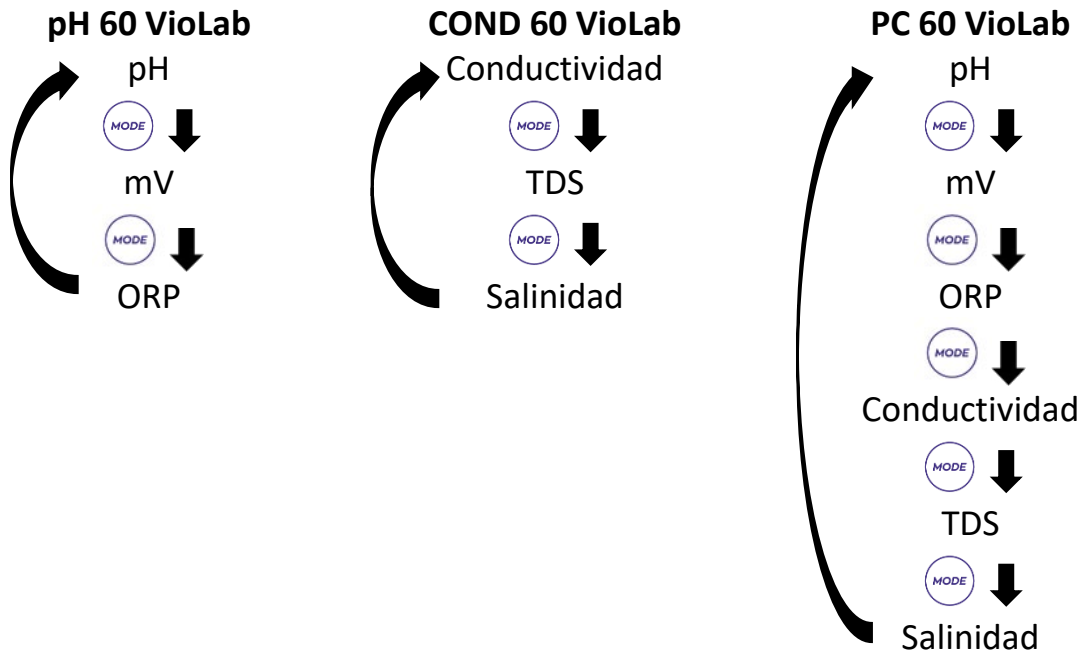 pH 60 VioLab
pH
MODE
mV
MODE
ORP
COND 60 VioLab
Conductividad
MODE
TDS
MODE
Salinidad
PC 60 VioLab
pH
MODE
mV
MODE
ORP
MODE
Conductividad
MODE
TDS
MODE
Salinidad